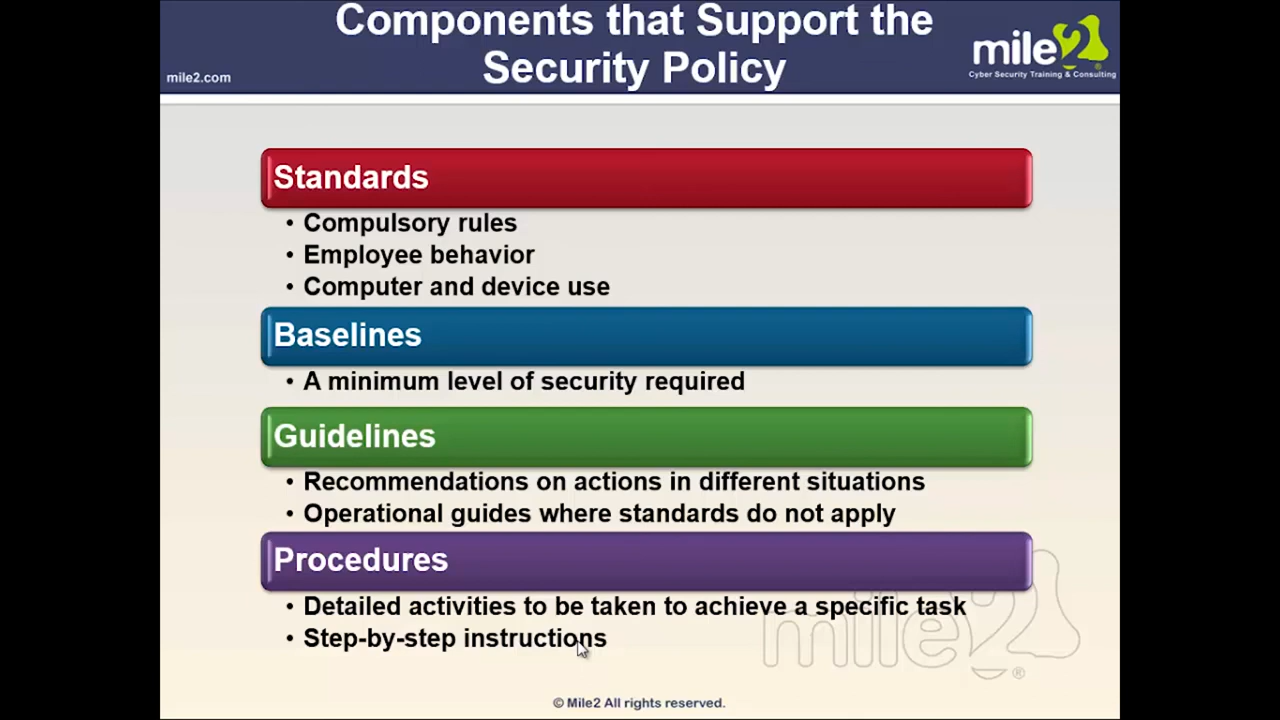 Components that Support the
Security Policy
mile2.com
mile2
®
Cyber Security Training & Consulting
Standards
• Compulsory rules
• Employee behavior
• Computer and device use
Baselines
• A minimum level of security required
Guidelines
• Recommendations on actions in different situations
• Operational guides where standards do not apply
Procedures
• Detailed activities to be taken to achieve a specific task
• Step-by-step instructions
mile2
®
© Mile2 All rights reserved.